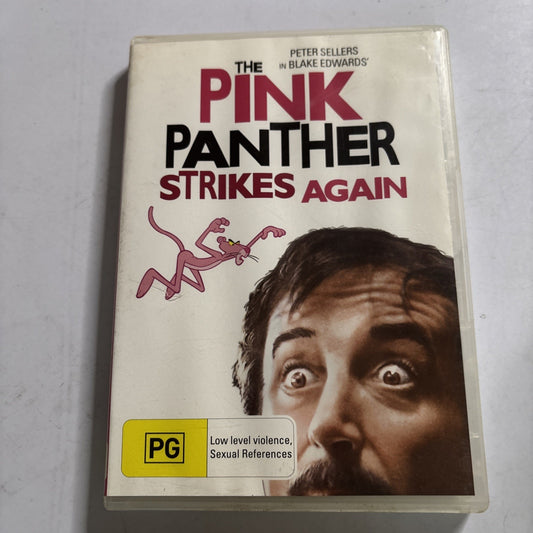 PETER SELLERS
IN BLAKE EDWARDS'
THE
PINK
PANTHER
STRIKES AGAIN
PG
Low level violence,
Sexual References